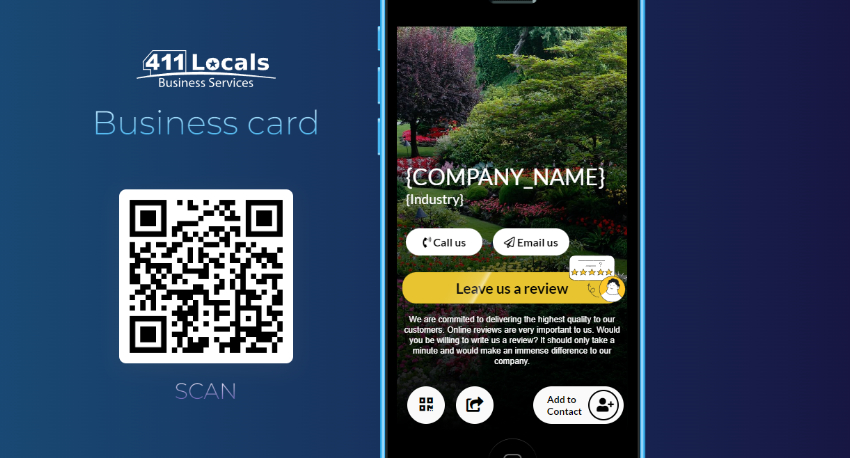 411 Locals
Business Services
Business card
SCAN
{COMPANY_NAME}
{Industry}
Call us
Email us
Leave us a review
We are commited to delivering the highest quality to our
customers. Online reviews are very important to us. Would
you be willing to write us a review? It should only take a
minute and would make an immense difference to our
company.
Add to
Contact